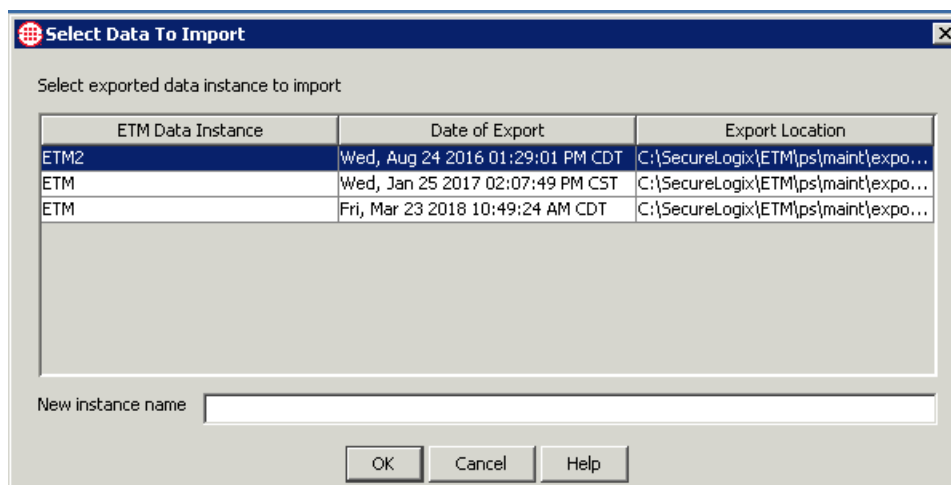 Select Data To Import
Select exported data instance to import
ETM Data Instance Date of Export Export Location
ETM2 Wed, Aug 24 2016 01:29:01 PM CDT C:\SecureLogix\ETM\ps\maint\expo...
ETM Wed, Jan 25 2017 02:07:49 PM CST C:\SecureLogix\ETM\ps\maint\expo...
ETM Fri, Mar 23 2018 10:49:24 AM CDT C:\SecureLogix\ETM\ps\maint\expo...
New instance name
OK Cancel Help